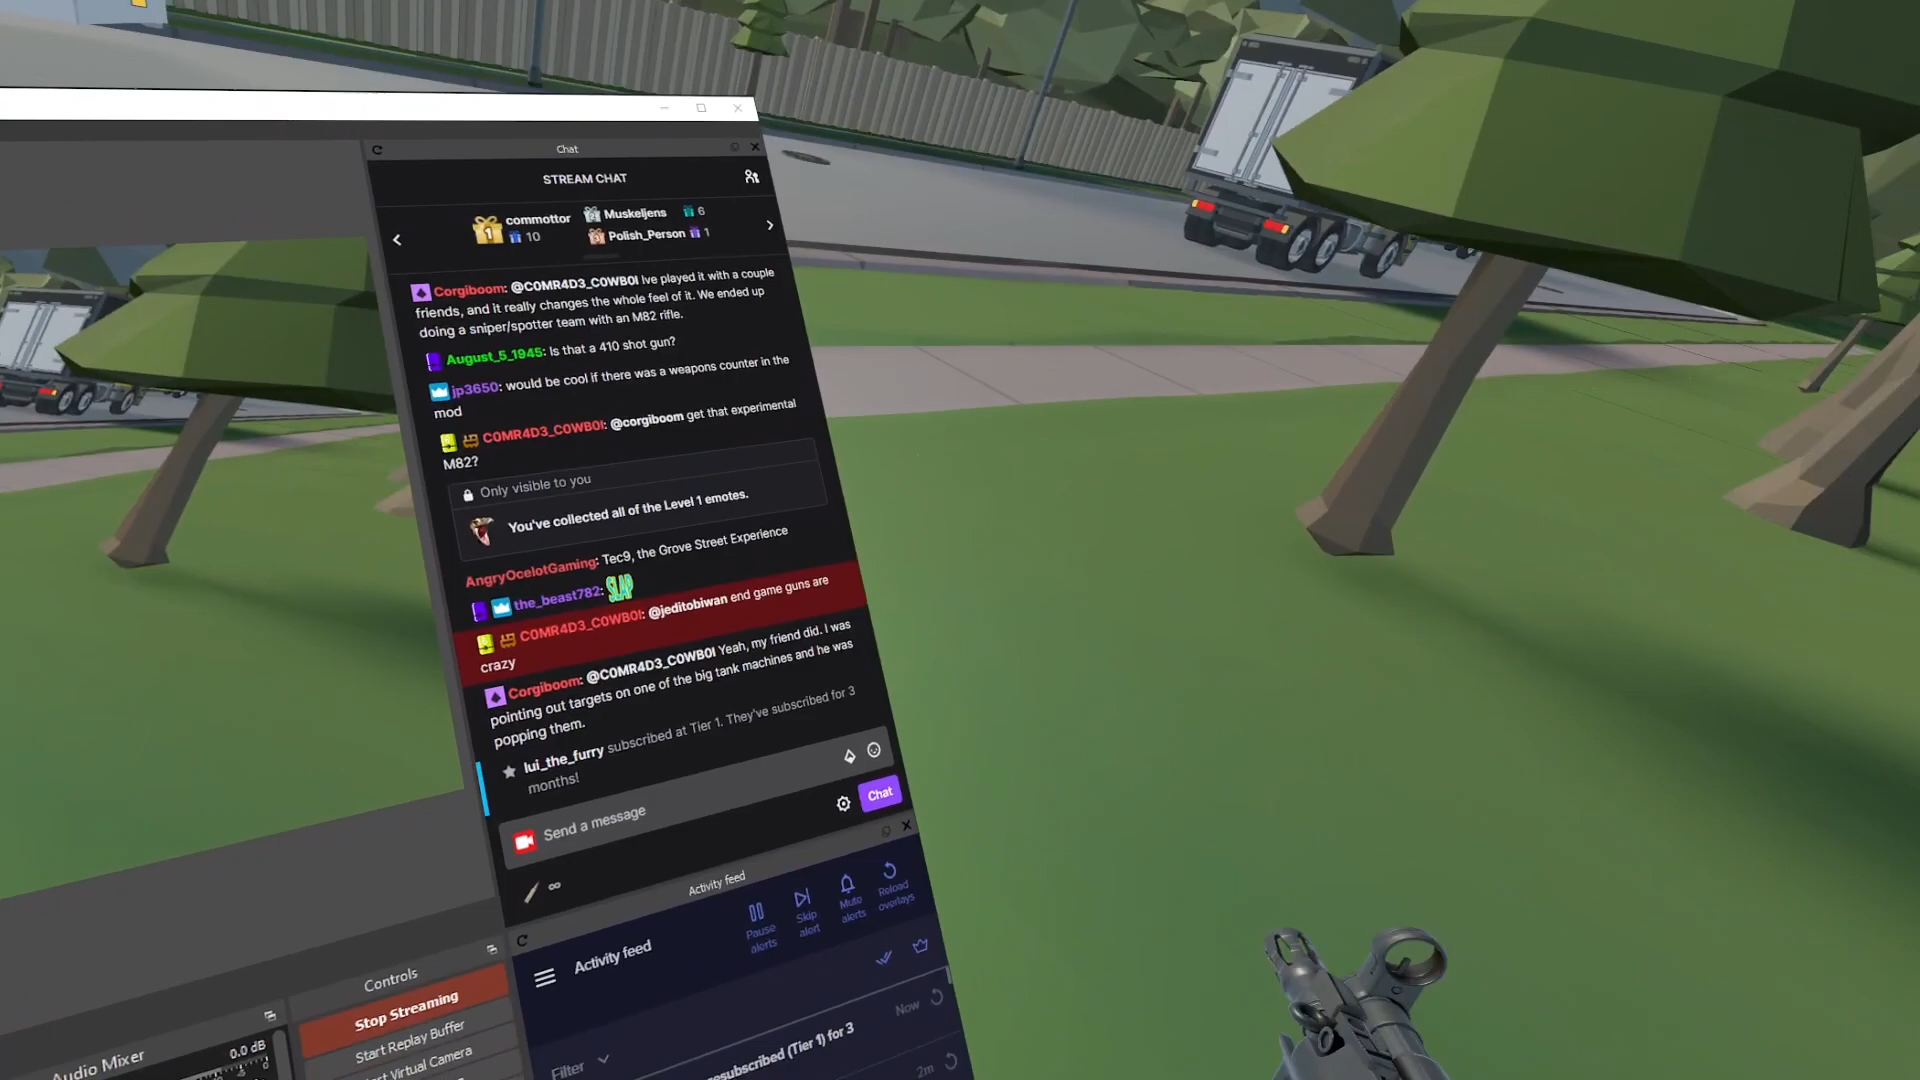 Chat
STREAM CHAT
commottor
10
Muskeljens 6
Polish_Person 1
Corgiboom: @C0MR4D3_C0WB0I Ive played it with a couple
friends, and it really changes the whole feel of it. We ended up
doing a sniper/spotter team with an M82 rifle.
August_5_1945: Is that a 410 shot gun?
jp3650: would be cool if there was a weapons counter in the
mod
C0MR4D3_C0WB0I: @corgiboom get that experimental
M82?
Only visible to you
You've collected all of the Level 1 emotes.
AngryOcelotGaming: Tec9, the Grove Street Experience
the_beast782: SLAP
C0MR4D3_C0WB0I: @jeditobiwan end game guns are
crazy
Corgiboom: @C0MR4D3_C0WB0I Yeah, my friend did. I was
pointing out targets on one of the big tank machines and he was
popping them.
lui_the_furry subscribed at Tier 1. They've subscribed for 3
months!
Send a message
Chat
∞
Activity feed
Activity feed
Pause
alerts
Skip
alert
Mute
alerts
Reload
overlays
Filter
Now
resubscribed (Tier 1) for 3
2m
Controls
Stop Streaming
Start Replay Buffer
Start Virtual Camera
Audio Mixer
0.0 dB